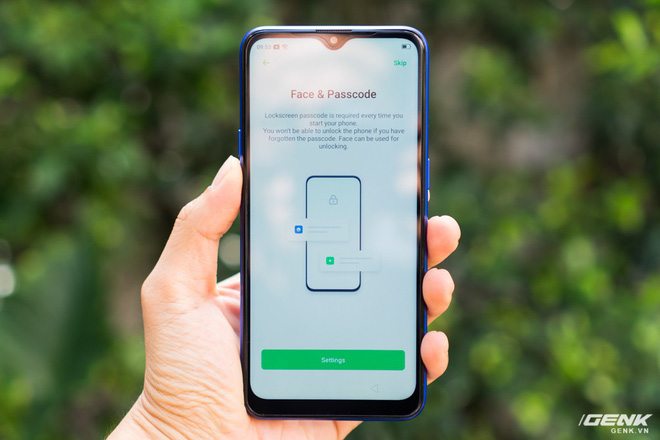 Skip
Face & Passcode
Lockscreen passcode is required every time you
start your phone.
You won't be able to unlock the phone if you have
forgotten the passcode. Face can be used for
unlocking.
Settings
GENK
GENK.VN